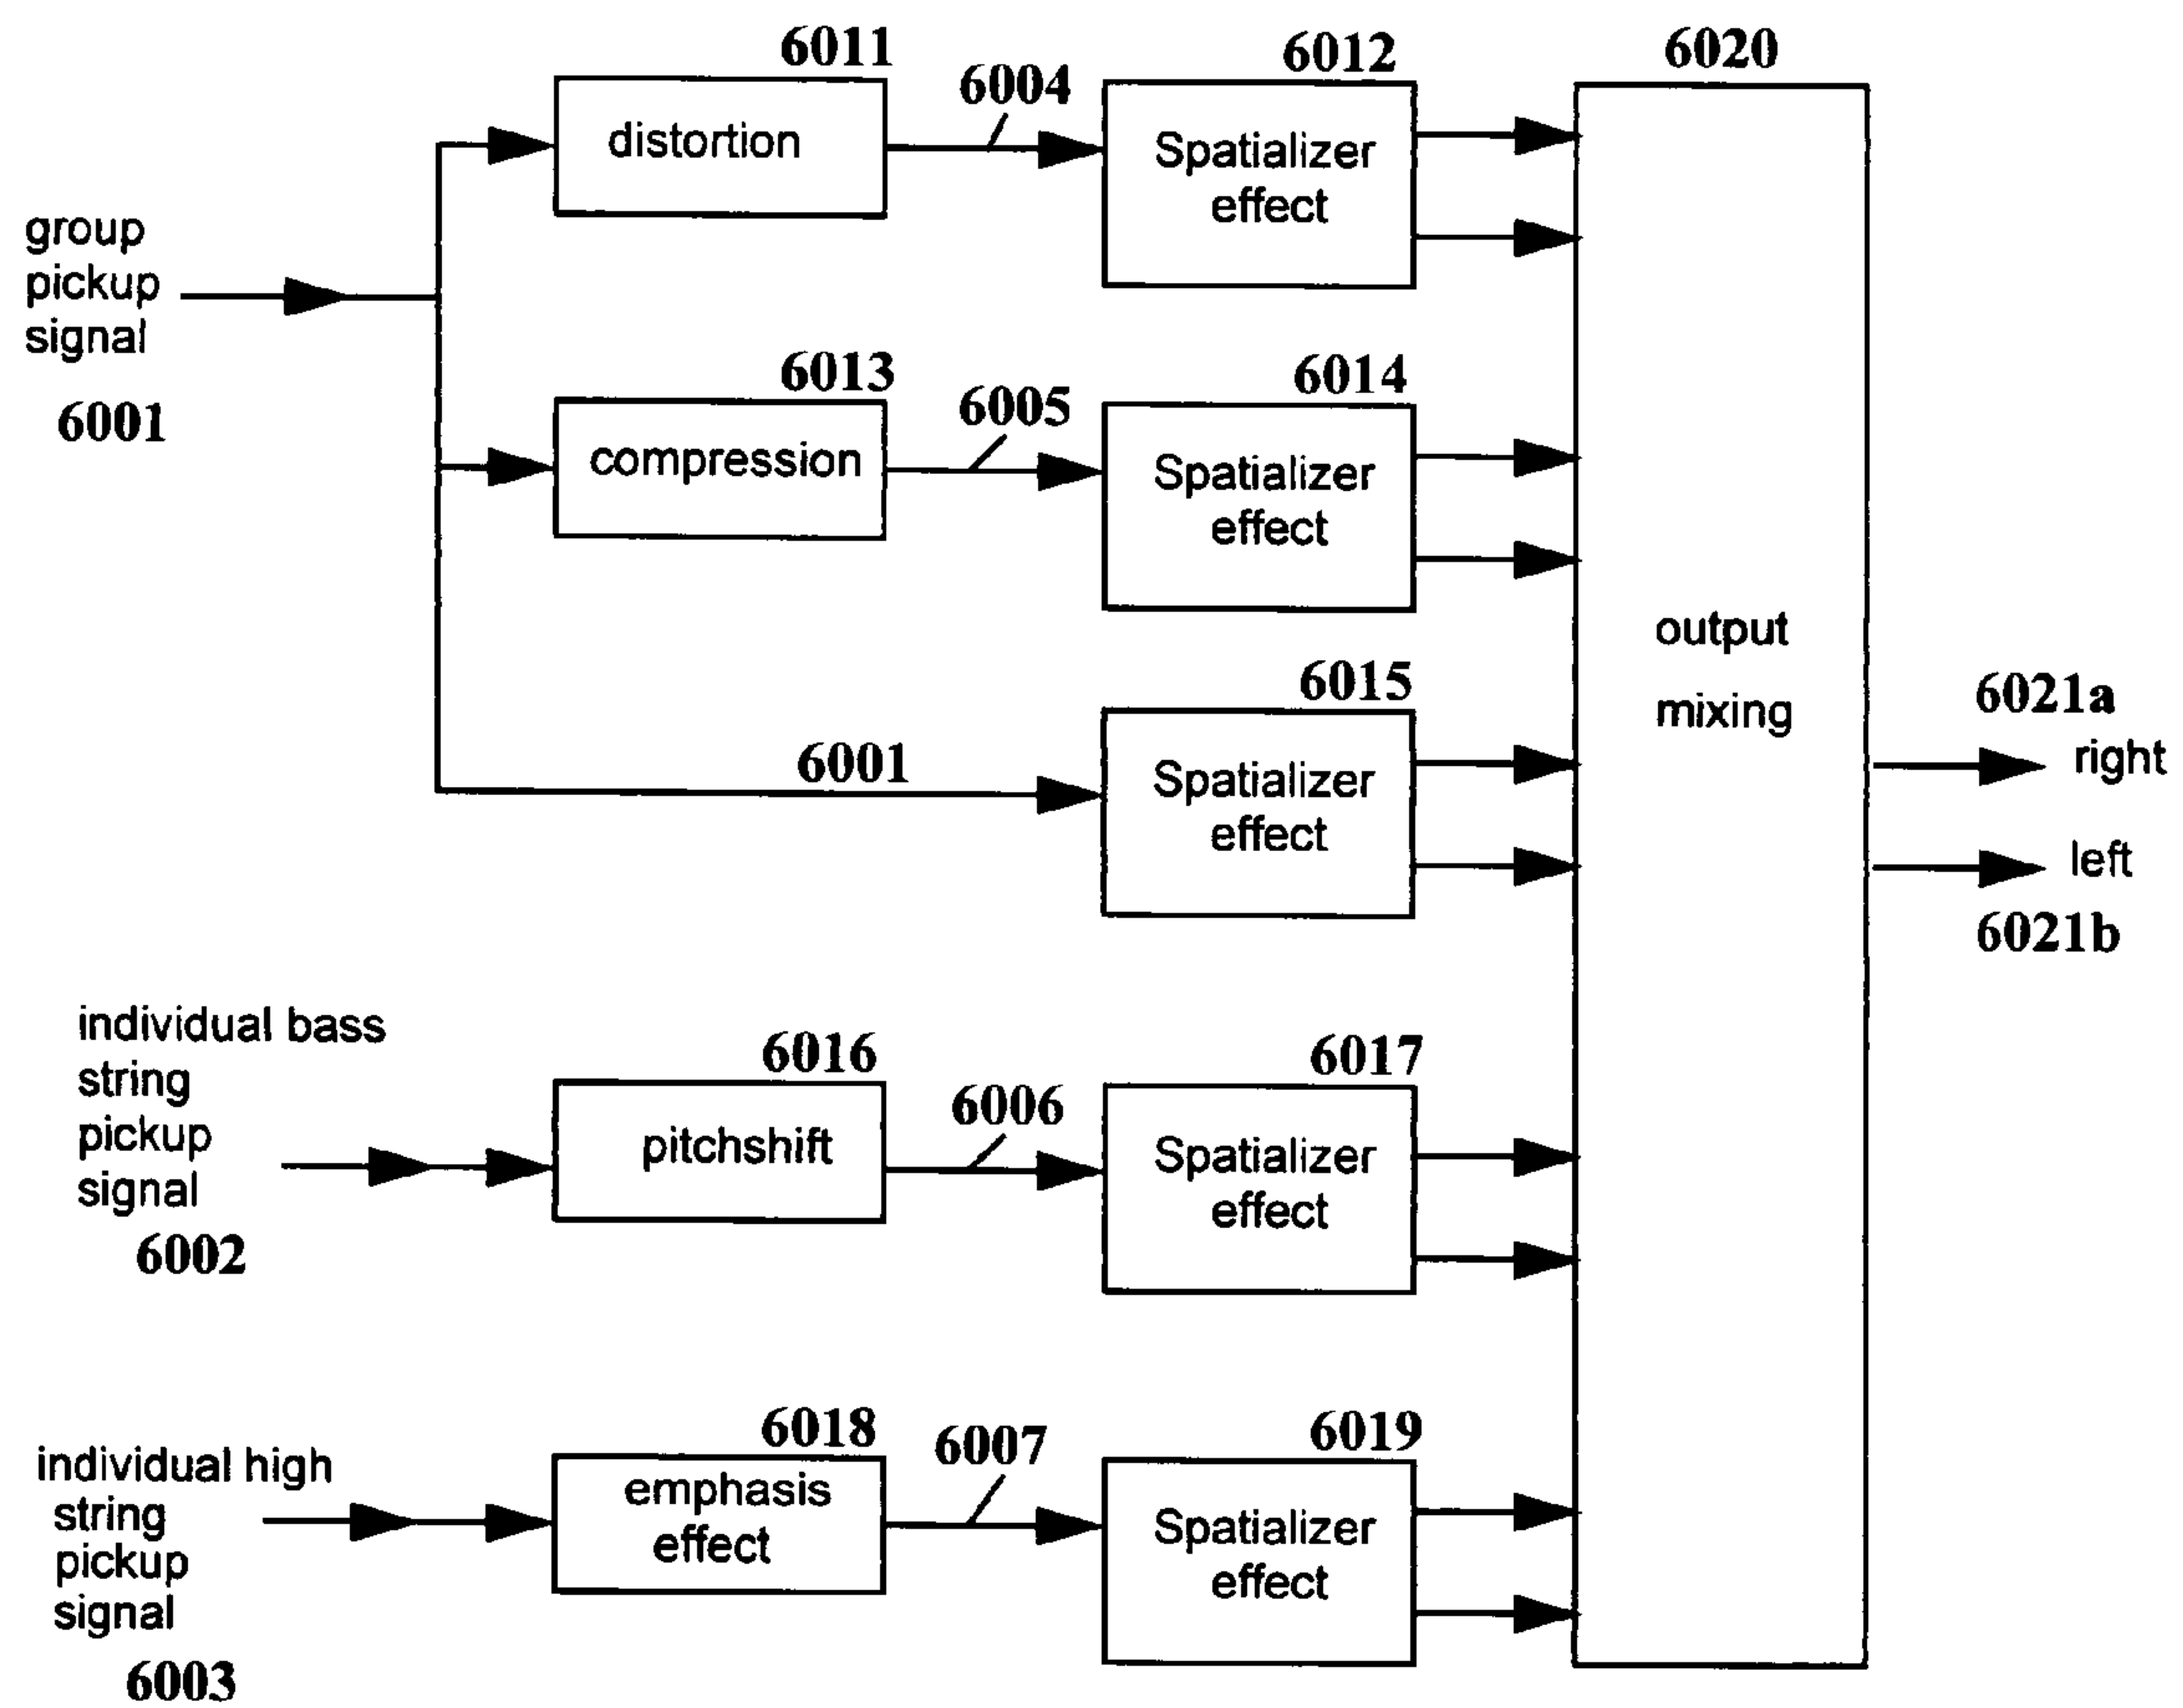 6011
6004
6012
6020
distortion
Spatializer
effect
group
pickup
signal
6001
6013
6005
6014
compression
Spatializer
effect
output
mixing
6015
6001
Spatializer
effect
6021a
right
left
6021b
individual bass
string
pickup
signal
6002
6016
6006
6017
pitchshift
Spatializer
effect
individual high
string
pickup
signal
6003
6018
6007
6019
emphasis
effect
Spatializer
effect